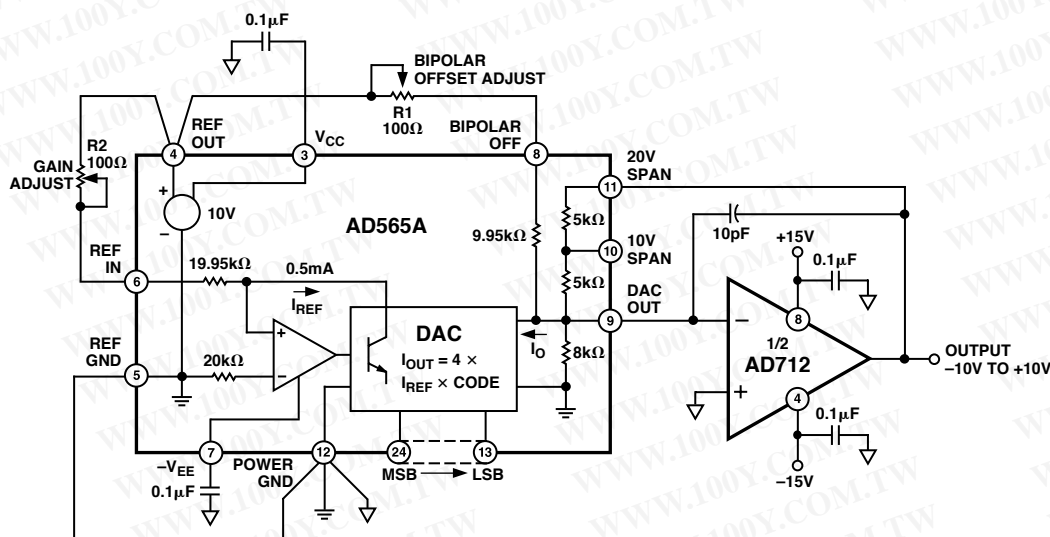 0.1µF
BIPOLAR
OFFSET ADJUST
R1
100Ω
REF
OUT
VCC
BIPOLAR
OFF
R2
100Ω
GAIN
ADJUST
4
3
8
20V
SPAN
11
+
–
10V
AD565A
9.95kΩ
5kΩ
10
10V
SPAN
5kΩ
10pF
+15V
0.1µF
REF
IN
6
19.95kΩ
0.5mA
IREF
DAC
OUT
9
IO
8kΩ
DAC
IOUT = 4 ×
IREF × CODE
+
–
REF
GND
5
20kΩ
–
+
8
1/2
AD712
4
OUTPUT
–10V TO +10V
0.1µF
–15V
7
12
24
13
–VEE
POWER
GND
MSB
LSB
0.1µF
WWW.100Y.COM.TW